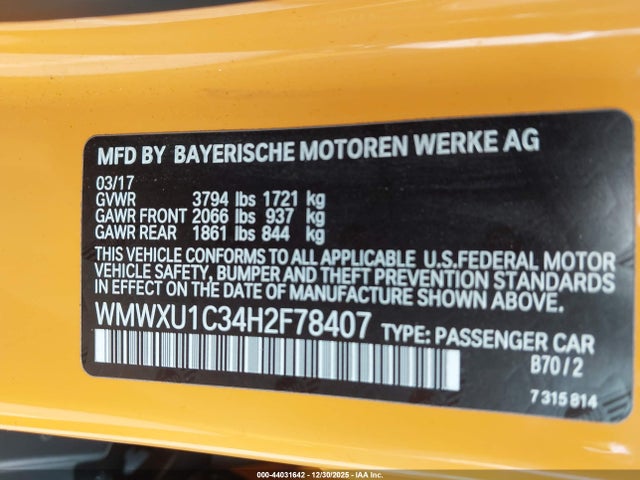 MFD BY BAYERISCHE MOTOREN WERKE AG
03/17
GVWR 3794 lbs 1721 kg
GAWR FRONT 2066 lbs 937 kg
GAWR REAR 1861 lbs 844 kg
THIS VEHICLE CONFORMS TO ALL APPLICABLE U.S.FEDERAL MOTOR
VEHICLE SAFETY, BUMPER AND THEFT PREVENTION STANDARDS
IN EFFECT ON THE DATE OF MANUFACTURE SHOWN ABOVE.
WMWXU1C34H2F78407 TYPE: PASSENGER CAR
B70/2
7 315 814
000-44031642 - 12/30/2025 - IAA Inc.